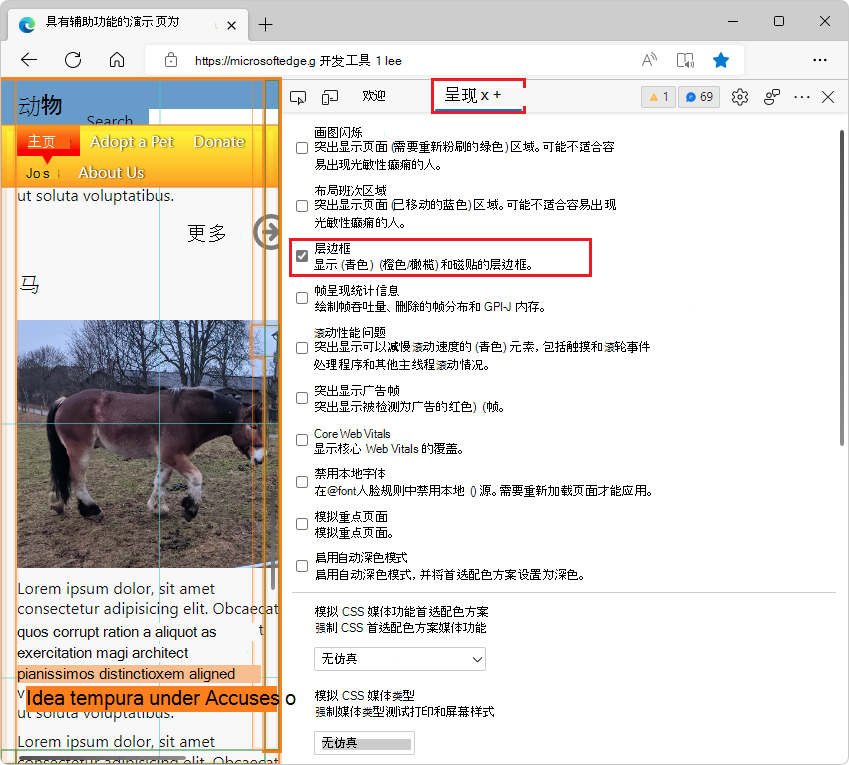 具有辅助功能的演示页为
https://microsoftedge.g 开发工具 1 lee
动物
Search
主页
Adopt a Pet
Donate
Jos
About Us
ut soluta voluptatibus.
更多
马
Lorem ipsum dolor, sit amet
consectetur adipisicing elit. Obcaecat
quos corrupt ration a aliquot as
t
exercitation magi architect
pianissimos distinctioxem aligned
Idea tempura under Accuses o
ut soluta voluptatibus.
Lorem ipsum dolor, sit amet
consectetur adipisicing elit. Obcaecat
欢迎
呈现 x +
1
69
画图闪烁
突出显示页面 (需要重新粉刷的绿色) 区域。可能不适合容
易出现光敏性癫痫的人。
布局班次区域
突出显示页面 (已移动的蓝色) 区域。可能不适合容易出现
光敏性癫痫的人。
层边框
显示 (青色) (橙色/橄榄) 和磁贴的层边框。
帧呈现统计信息
绘制帧吞吐量、删除的帧分布和 GPI-J 内存。
滚动性能问题
突出显示可以减慢滚动速度的 (青色) 元素, 包括触摸和滚轮事件
处理程序和其他主线程滚动情况。
突出显示广告帧
突出显示被检测为广告的红色) (帧。
Core Web Vitals
显示核心 Web Vitals 的覆盖。
禁用本地字体
在@font人脸规则中禁用本地 () 源。需要重新加载页面才能应用。
模拟重点页面
模拟重点页面。
启用自动深色模式
启用自动深色模式，并将首选配色方案设置为深色。
模拟 CSS 媒体功能首选配色方案
强制 CSS 首选配色方案媒体功能
无仿真
模拟 CSS 媒体类型
强制媒体类型测试打印和屏幕样式
无仿真